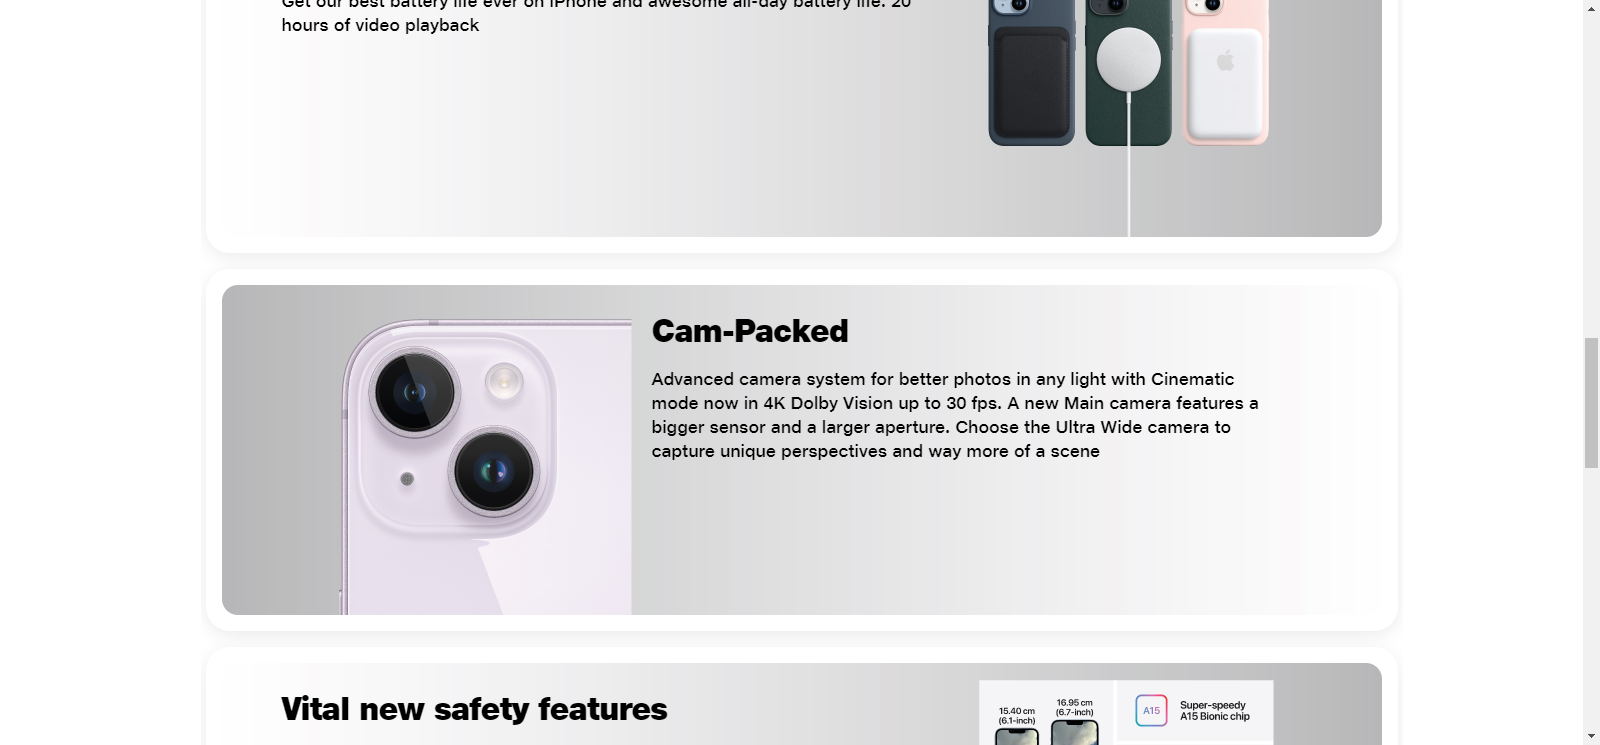 Get our best battery life ever on iPhone and awesome all-day battery life. 20
hours of video playback
Cam-Packed
Advanced camera system for better photos in any light with Cinematic
mode now in 4K Dolby Vision up to 30 fps. A new Main camera features a
bigger sensor and a larger aperture. Choose the Ultra Wide camera to
capture unique perspectives and way more of a scene
Vital new safety features
15.40 cm
(6.1-inch)
16.95 cm
(6.7-inch)
A15
Super-speedy
A15 Bionic chip